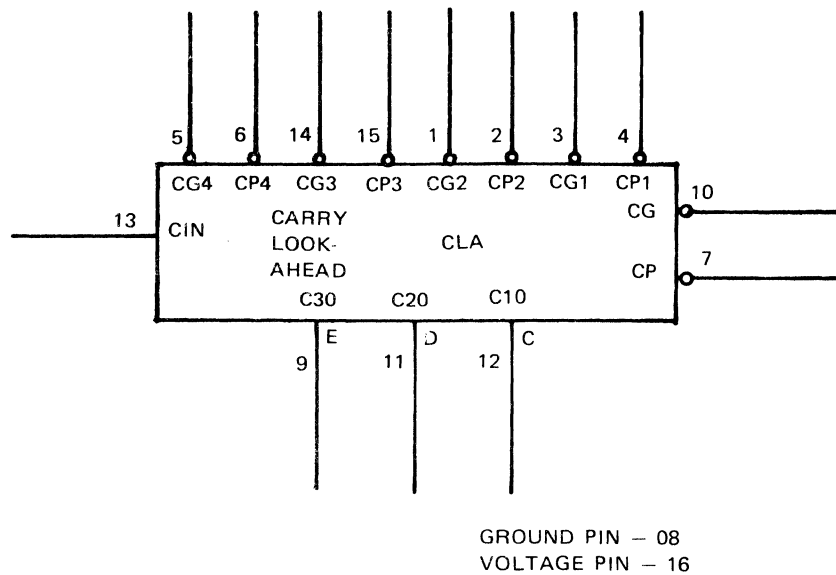 5 6 14 15 1 2 3 4
CG4 CP4 CG3 CP3 CG2 CP2 CG1 CP1
10
CG
13
CIN
CARRY
LOOK-
AHEAD
CLA
7
CP
C30 C20 C10
E D C
9 11 12
GROUND PIN – 08
VOLTAGE PIN – 16